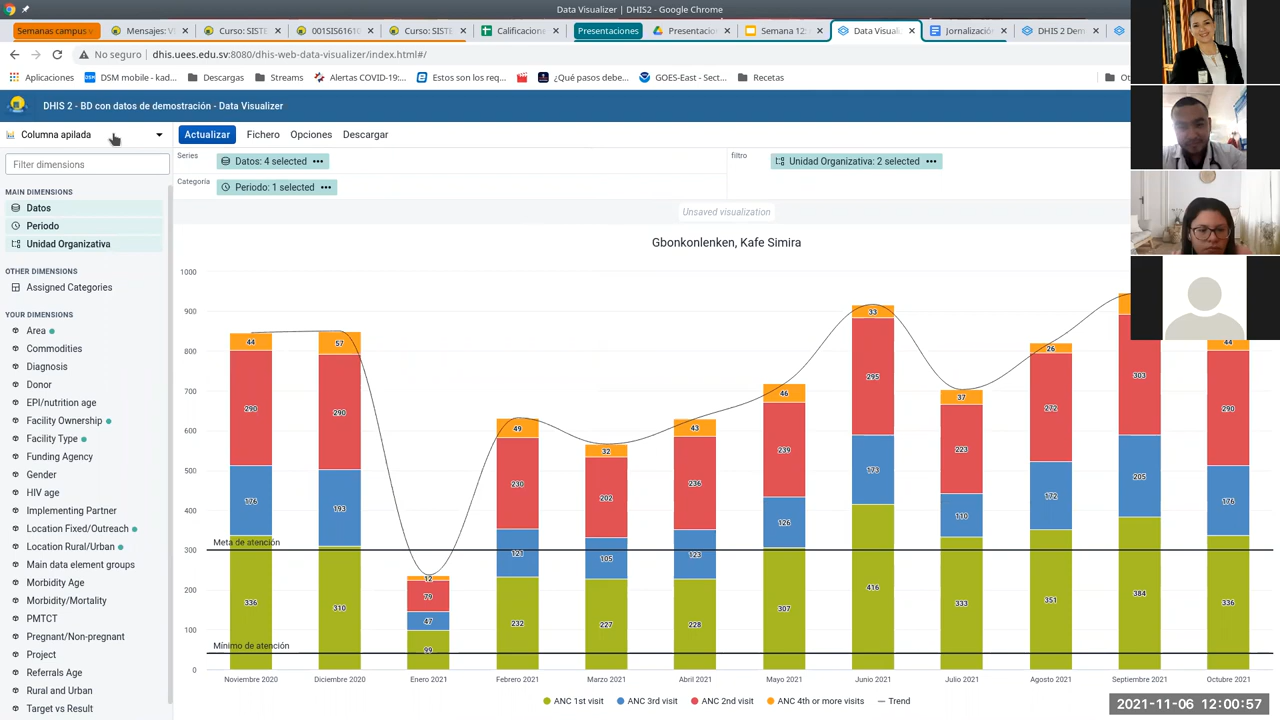 Data Visualizer | DHIS2 - Google Chrome
Semanas campus v
Mensajes: V
Curso: SISTE
001SIS61610
Curso: SISTE
Calificacione
Presentaciones
Presentacion
Semana 12:
Data Visual
Jornalizació
DHIS 2 Dem
No seguro
dhis.uees.edu.sv:8080/dhis-web-data-visualizer/index.html#/
Aplicaciones
DSM mobile - kad...
Descargas
Streams
Alertas COVID-19:...
Estos son los req...
¿Qué pasos debe...
GOES-East - Sect...
Recetas
DHIS 2 - BD con datos de demostración - Data Visualizer
Columna apilada
Actualizar
Fichero
Opciones
Descargar
Filter dimensions
Series
Datos: 4 selected
filtro
Unidad Organizativa: 2 selected
Categoría
Periodo: 1 selected
MAIN DIMENSIONS
Datos
Periodo
Unidad Organizativa
OTHER DIMENSIONS
Assigned Categories
YOUR DIMENSIONS
Area
Commodities
Diagnosis
Donor
EPI/nutrition age
Facility Ownership
Facility Type
Funding Agency
Gender
HIV age
Implementing Partner
Location Fixed/Outreach
Location Rural/Urban
Main data element groups
Morbidity Age
Morbidity/Mortality
PMTCT
Pregnant/Non-pregnant
Project
Referrals Age
Rural and Urban
Target vs Result
Unsaved visualization
Gbonkonlenken, Kafe Simira
1000
900
800
700
600
500
400
300
200
100
0
Meta de atención
Mínimo de atención
44
290
176
336
57
290
193
310
12
79
47
99
49
230
121
232
32
202
105
227
43
236
123
228
46
239
126
307
33
295
173
416
37
223
110
333
26
272
172
351
303
205
384
44
290
176
336
Noviembre 2020
Diciembre 2020
Enero 2021
Febrero 2021
Marzo 2021
Abril 2021
Mayo 2021
Junio 2021
Julio 2021
Agosto 2021
Septiembre 2021
Octubre 2021
ANC 1st visit
ANC 3rd visit
ANC 2nd visit
ANC 4th or more visits
Trend
2021-11-06 12:00:57